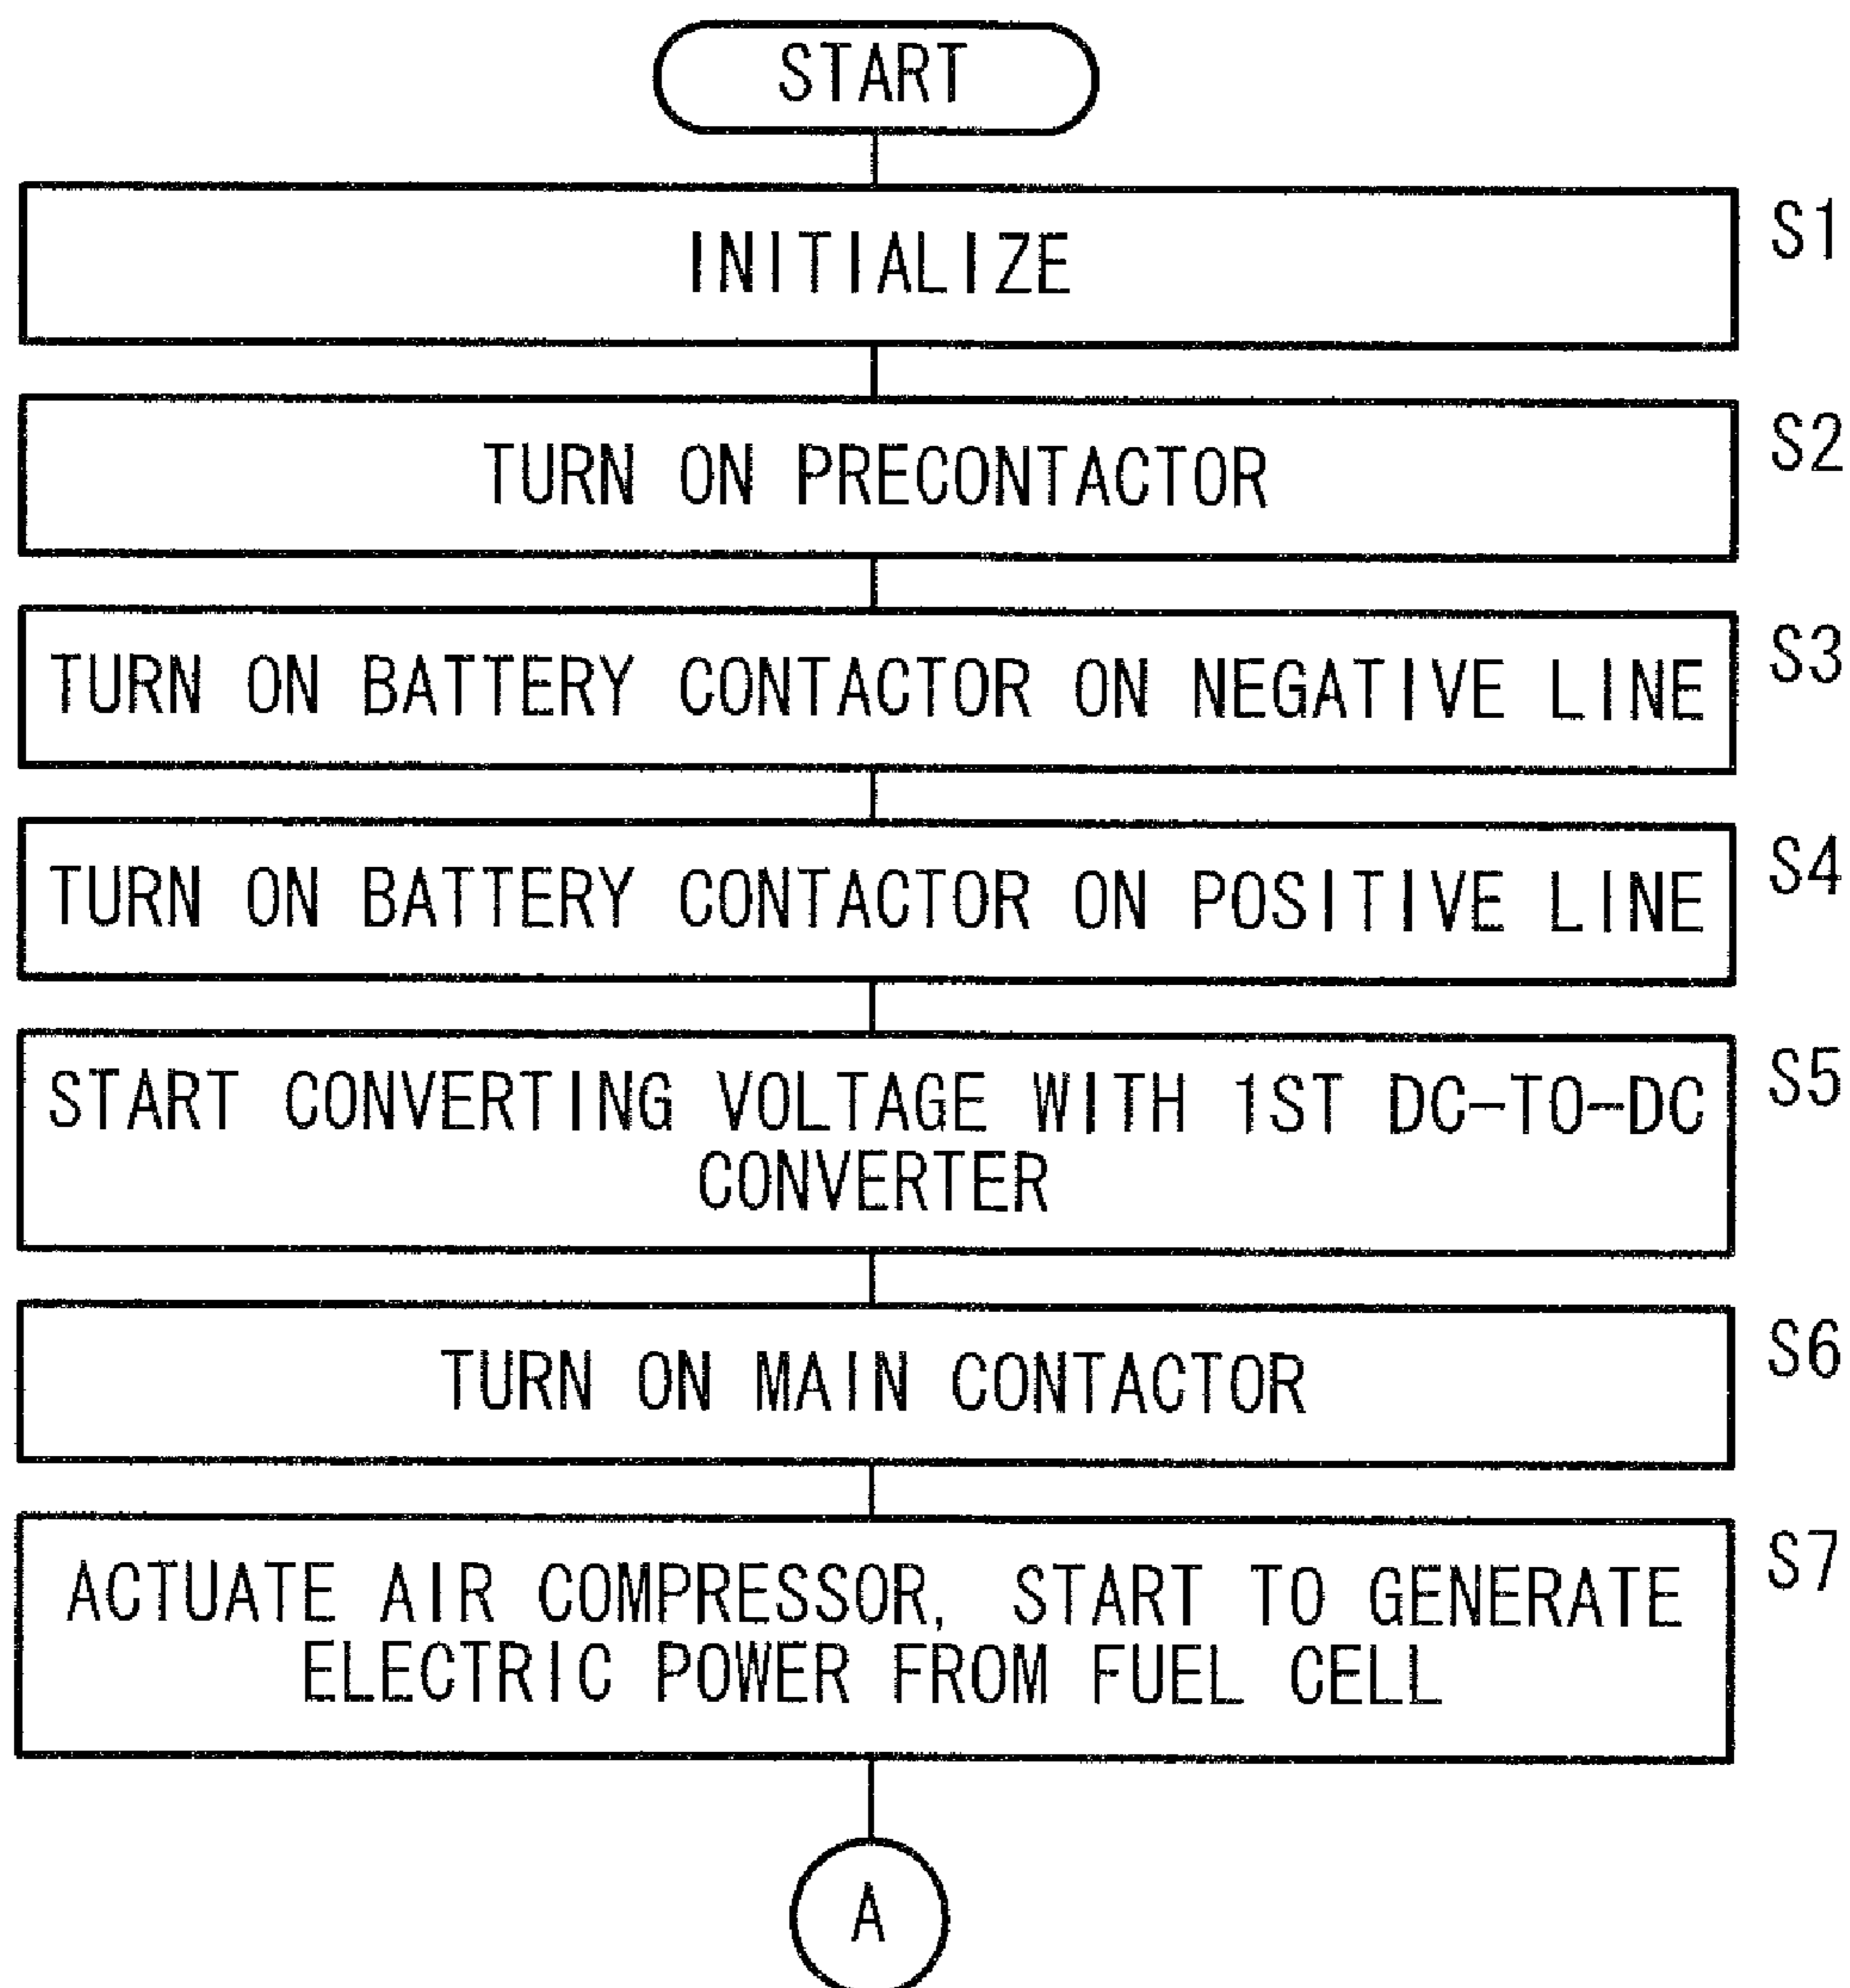 START
INITIALIZE
S1
TURN ON PRECONTACTOR
S2
TURN ON BATTERY CONTACTOR ON NEGATIVE LINE
S3
TURN ON BATTERY CONTACTOR ON POSITIVE LINE
S4
START CONVERTING VOLTAGE WITH 1ST DC-TO-DC
CONVERTER
S5
TURN ON MAIN CONTACTOR
S6
ACTUATE AIR COMPRESSOR, START TO GENERATE
ELECTRIC POWER FROM FUEL CELL
S7
A